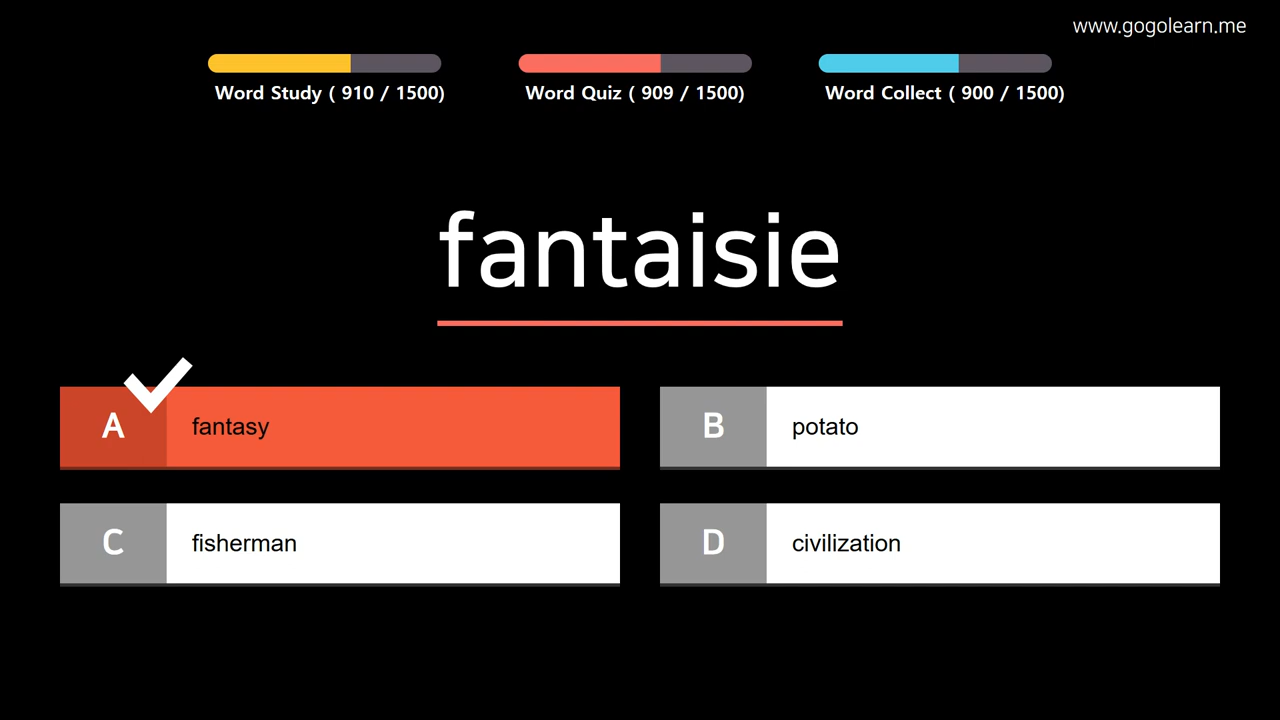 www.gogolearn.me
Word Study ( 910 / 1500)
Word Quiz ( 909 / 1500)
Word Collect ( 900 / 1500)
fantaisie
A fantasy
B potato
C fisherman
D civilization